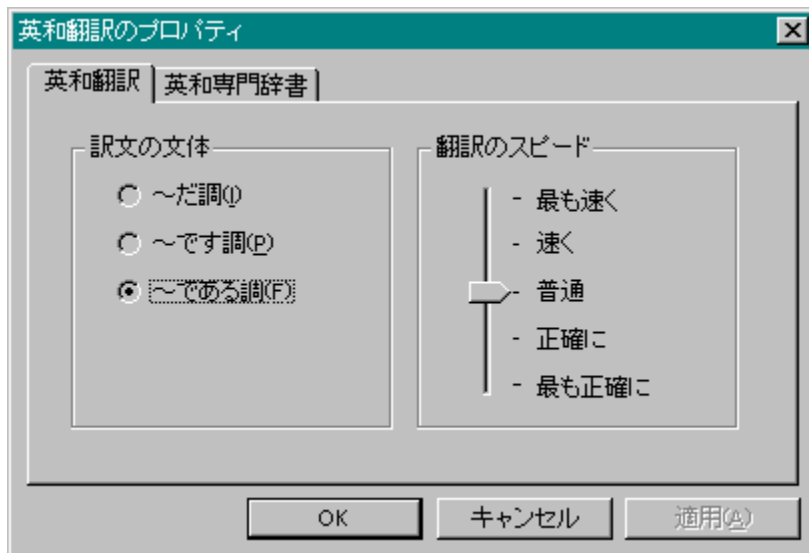 英和翻訳のプロパティ
英和翻訳 英和専門辞書
訳文の文体
～だ調(I)
～です調(P)
～である調(F)
翻訳のスピード
- 最も速く
- 速く
- 普通
- 正確に
- 最も正確に
OK キャンセル 適用(A)